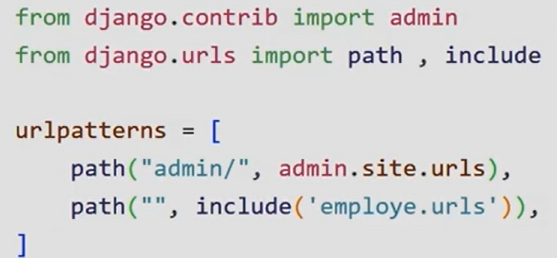 from django.contrib import admin
from django.urls import path , include

urlpatterns = [
    path("admin/", admin.site.urls),
    path("", include('employe.urls')),
]